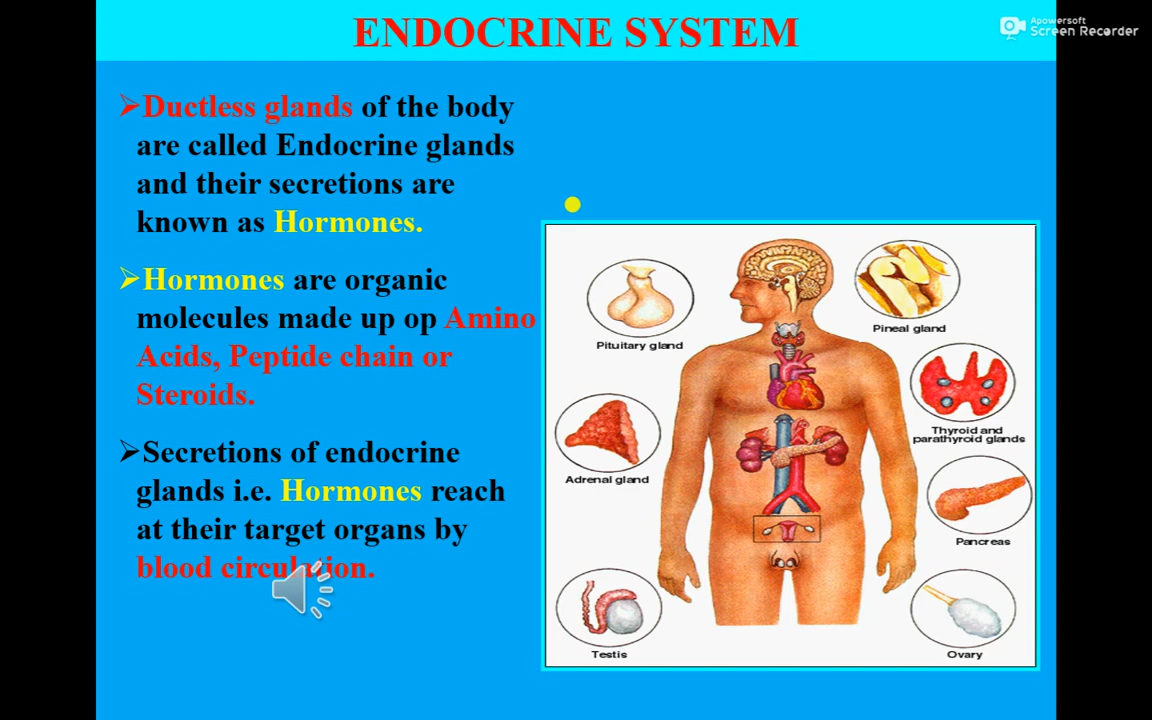 ENDOCRINE SYSTEM
Apowersoft
Screen Recorder
➢Ductless glands of the body
are called Endocrine glands
and their secretions are
known as Hormones.
➢Hormones are organic
molecules made up op Amino
Acids, Peptide chain or
Steroids.
➢Secretions of endocrine
glands i.e. Hormones reach
at their target organs by
blood circulation.
Pituitary gland
Pineal gland
Thyroid and
parathyroid glands
Adrenal gland
Pancreas
Testis
Ovary